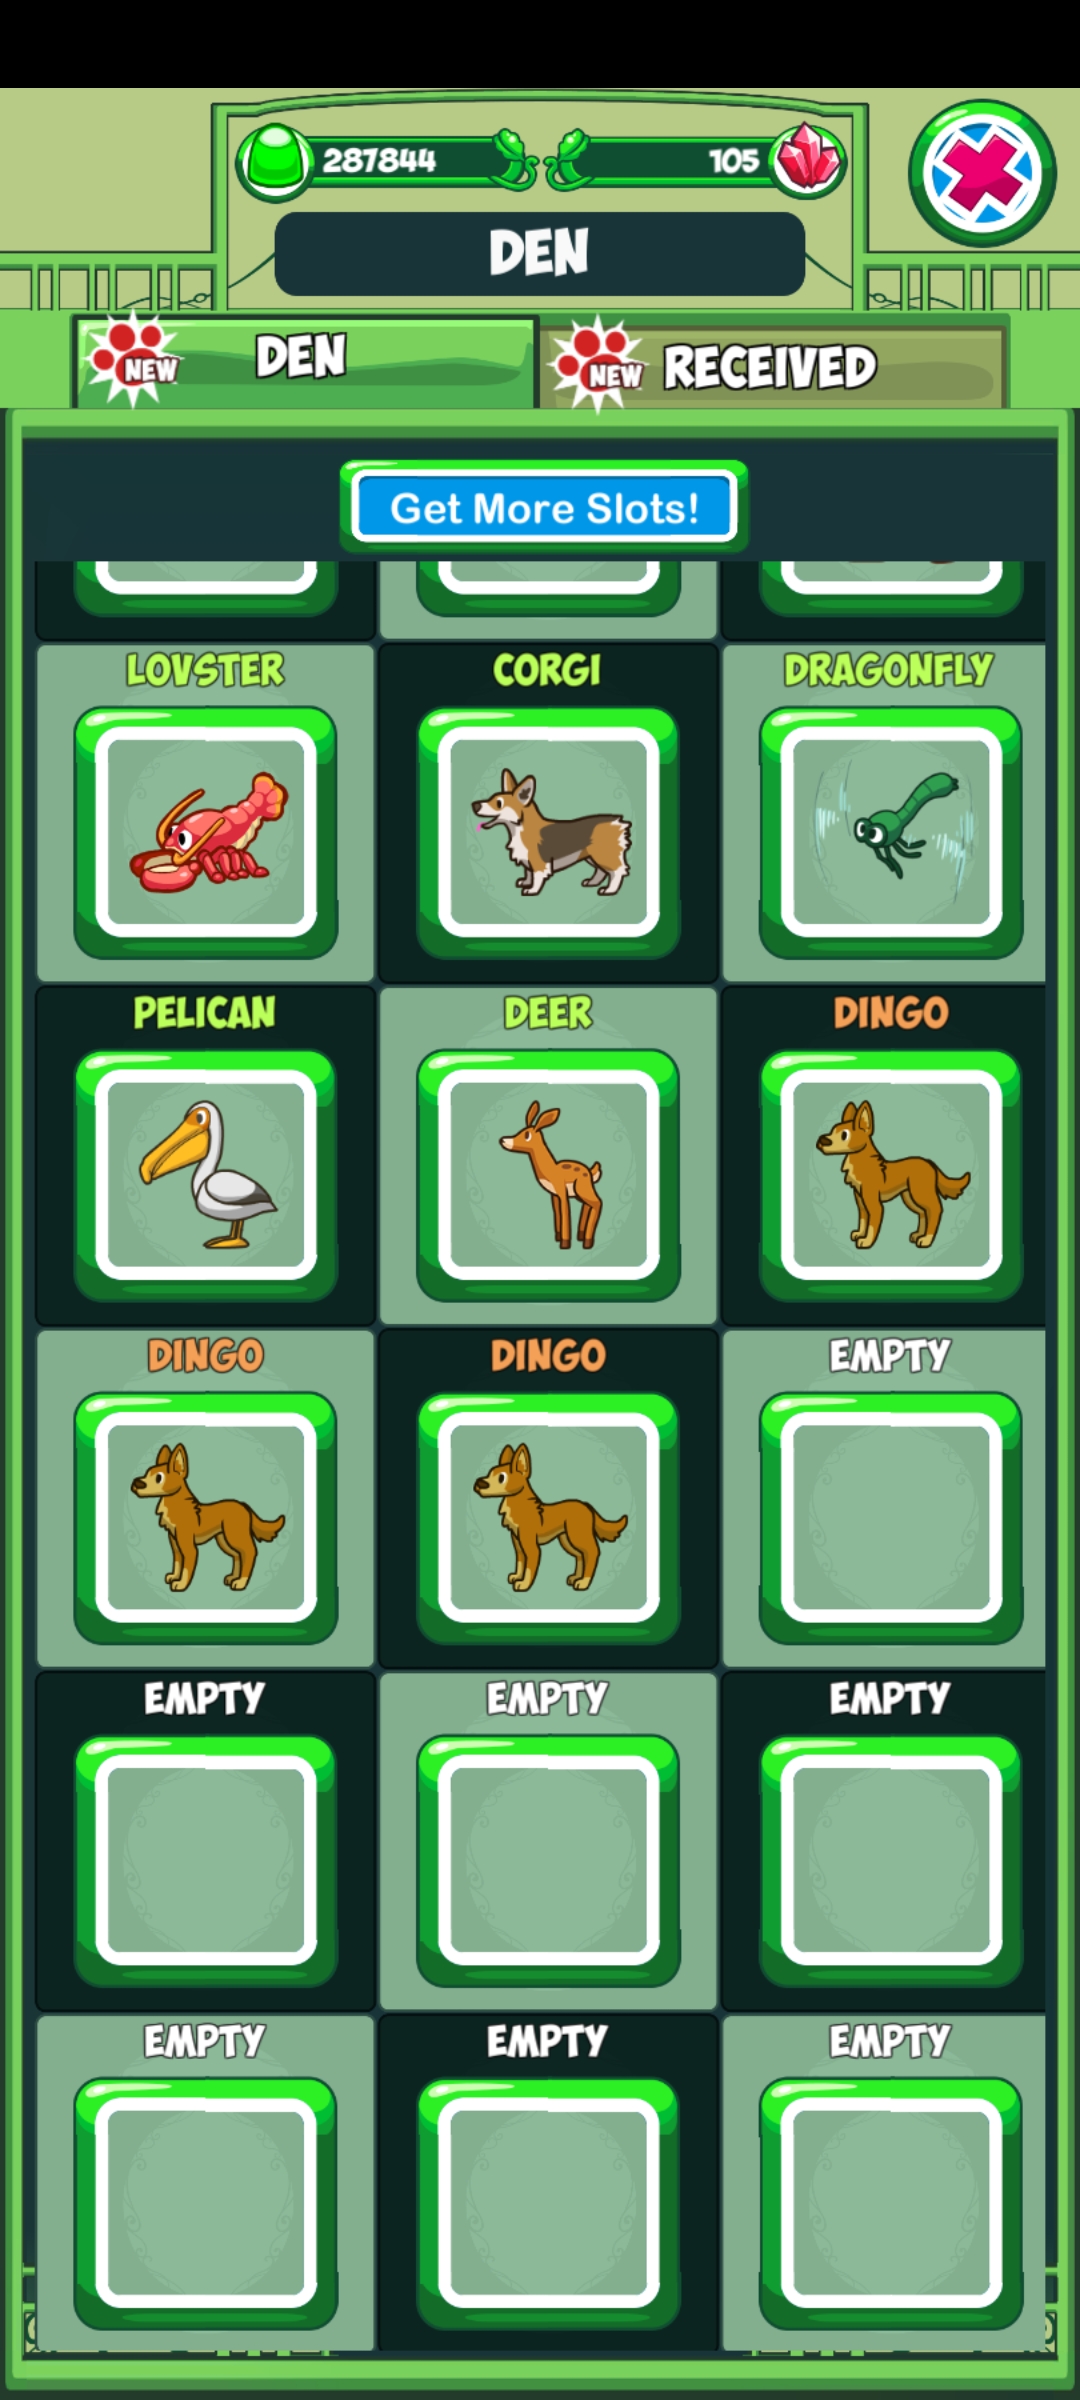 287844
105
DEN
NEW
DEN
NEW
RECEIVED
Get More Slots!
LOVSTER
CORGI
DRAGONFLY
PELICAN
DEER
DINGO
DINGO
DINGO
EMPTY
EMPTY
EMPTY
EMPTY
EMPTY
EMPTY
EMPTY